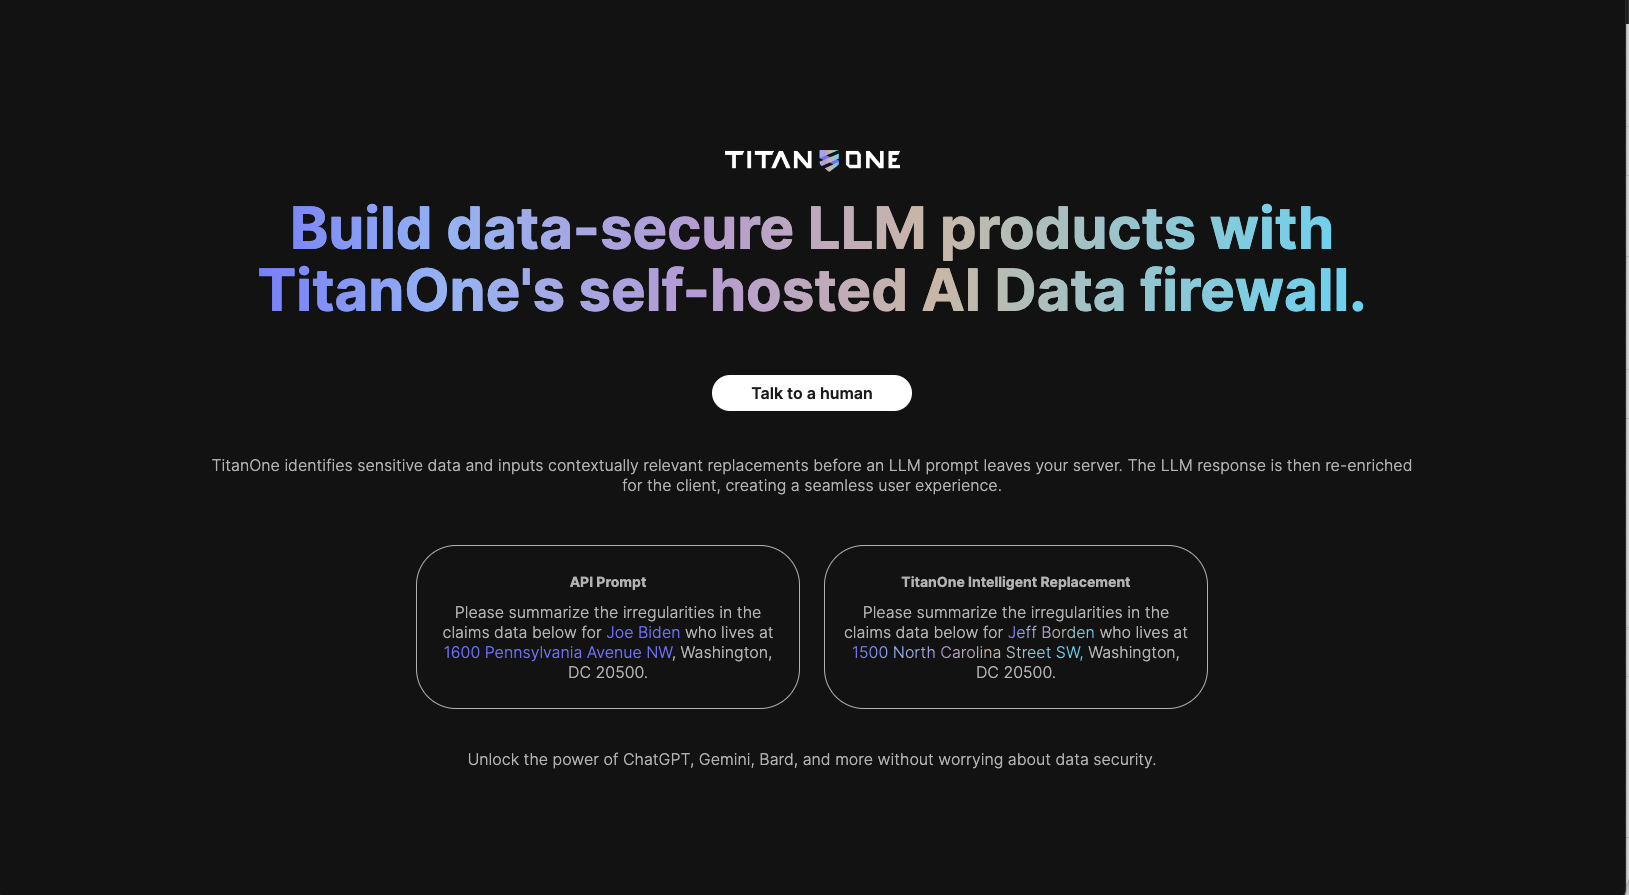 TITAN ONE
Build data-secure LLM products with
TitanOne's self-hosted AI Data firewall.
Talk to a human
TitanOne identifies sensitive data and inputs contextually relevant replacements before an LLM prompt leaves your server. The LLM response is then re-enriched
for the client, creating a seamless user experience.
API Prompt
Please summarize the irregularities in the
claims data below for Joe Biden who lives at
1600 Pennsylvania Avenue NW, Washington,
DC 20500.
TitanOne Intelligent Replacement
Please summarize the irregularities in the
claims data below for Jeff Borden who lives at
1500 North Carolina Street SW, Washington,
DC 20500.
Unlock the power of ChatGPT, Gemini, Bard, and more without worrying about data security.